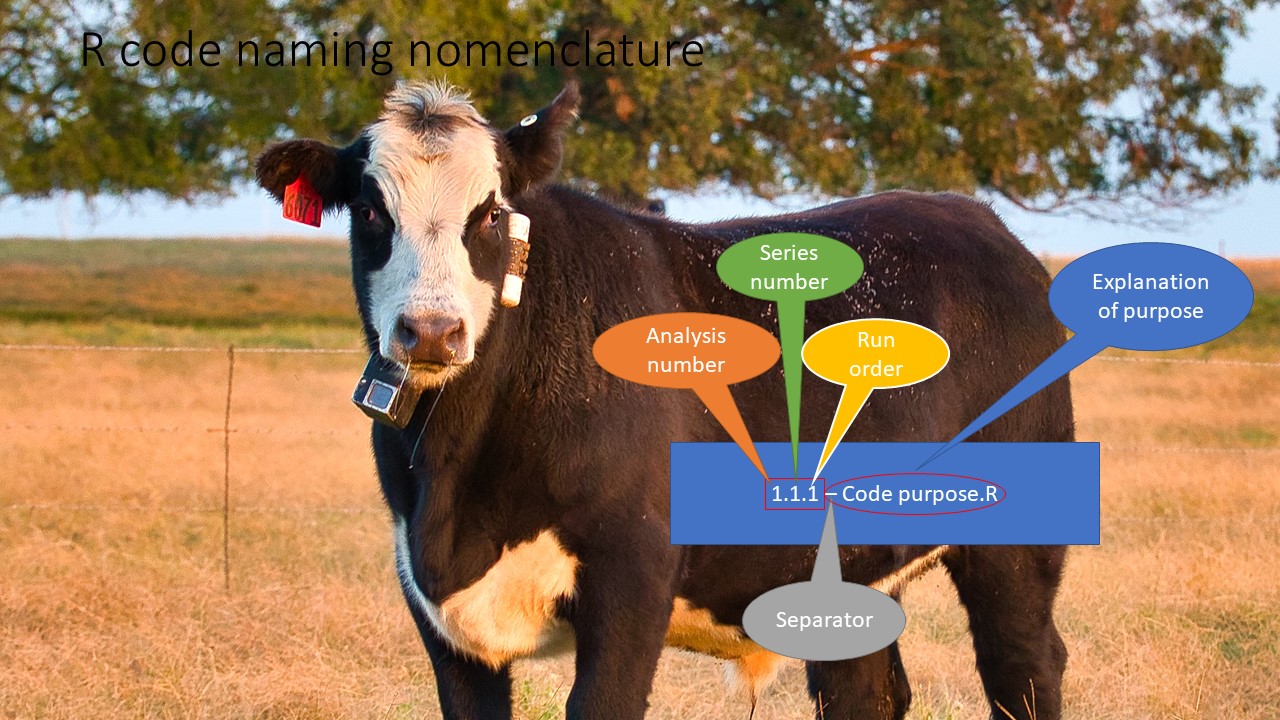 R code naming nomenclature
Series
number
Analysis
number
Run
order
Explanation
of purpose
1.1.1 – Code purpose.R
Separator